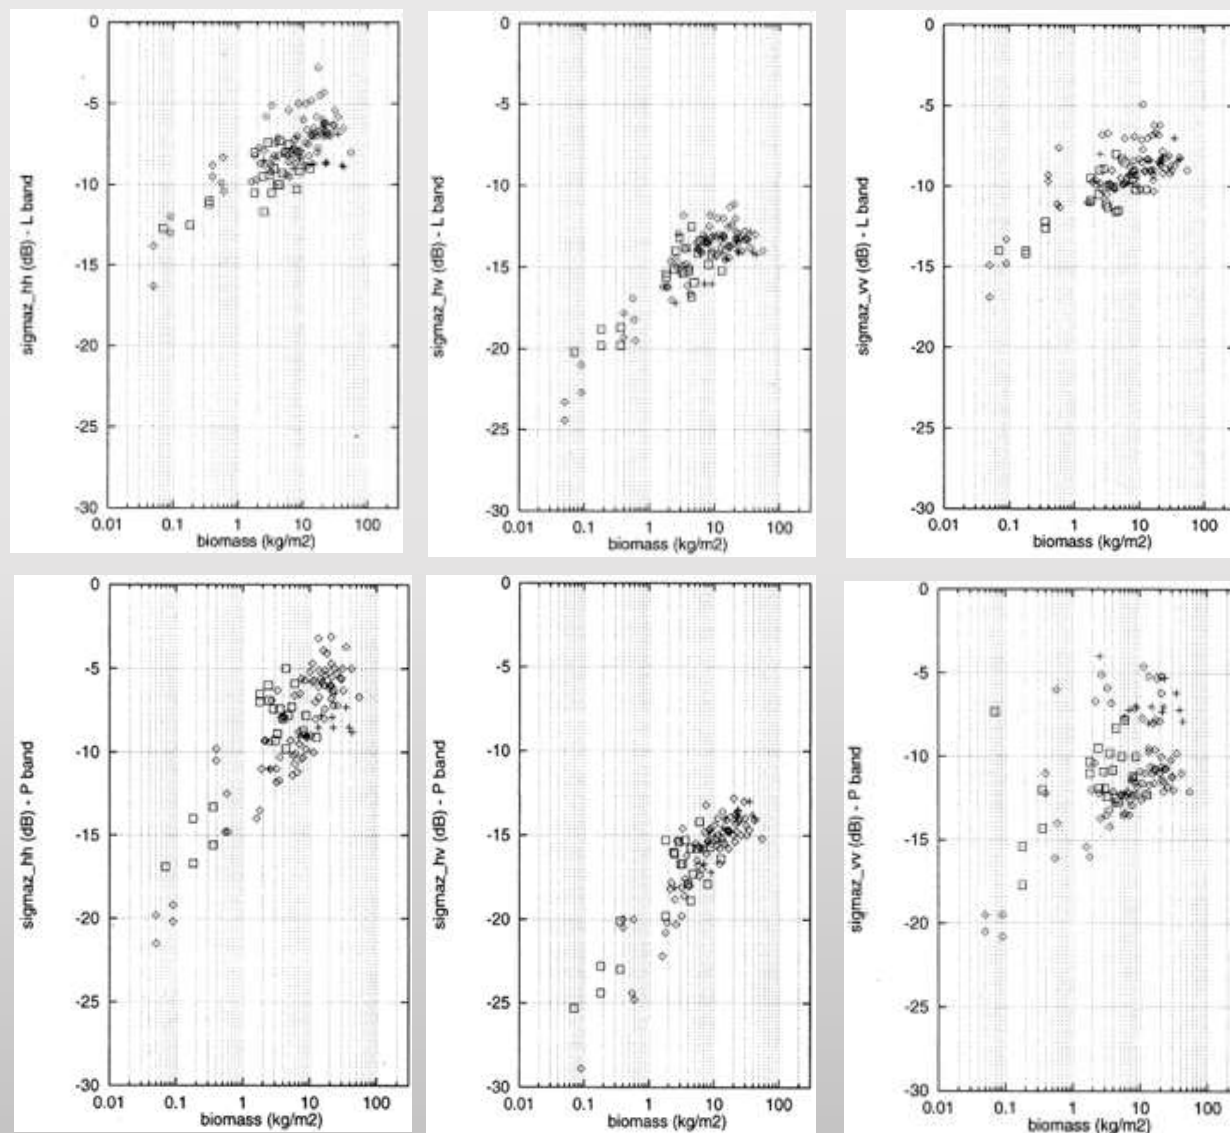 0
-5
-10
-15
-20
-25
-30
sigmaz_hh (dB) - L band
0.01 0.1 1 10 100
biomass (kg/m2)
0
-5
-10
-15
-20
-25
-30
sigmaz_hv (dB) - L band
0.01 0.1 1 10 100
biomass (kg/m2)
0
-5
-10
-15
-20
-25
-30
sigmaz_vv (dB) - L band
0.01 0.1 1 10 100
biomass (kg/m2)
0
-5
-10
-15
-20
-25
-30
sigmaz_hh (dB) - P band
0.01 0.1 1 10 100
biomass (kg/m2)
0
-5
-10
-15
-20
-25
-30
sigmaz_hv (dB) - P band
0.01 0.1 1 10 100
biomass (kg/m2)
0
-5
-10
-15
-20
-25
-30
sigmaz_vv (dB) - P band
0.01 0.1 1 10 100
biomass (kg/m2)